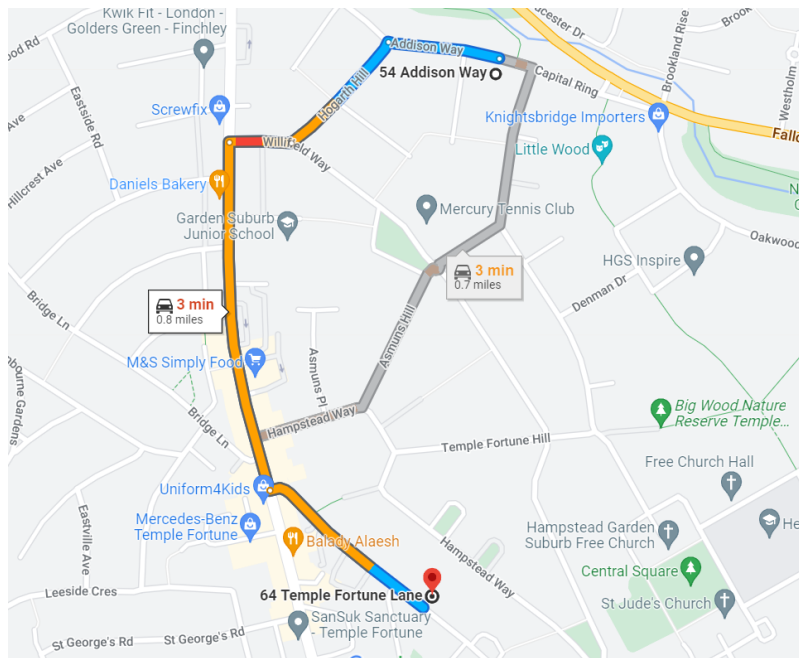 Kwik Fit - London -
Golders Green - Finchley
Addison Way
54 Addison Way
Capital Ring
Brookland Rise
Westholm
Eastside Rd
Screwfix
Hogarth Hill
Knightsbridge Importers
Little Wood
Willifield Way
Hillcrest Ave
Daniels Bakery
Garden Suburb
Junior School
Mercury Tennis Club
HGS Inspire
Oakwoo
Denman Dr
3 min
0.7 miles
3 min
0.8 miles
Bridge Ln
Asmuns Hill
Asmuns Pl
M&S Simply Food
Big Wood Nature
Reserve Temple...
Bridge Ln
Hampstead Way
Temple Fortune Hill
Free Church Hall
Uniform4Kids
Mercedes-Benz
Temple Fortune
Balady Alaesh
Eastville Ave
Hampstead Way
Hampstead Garden
Suburb Free Church
Central Square
St Jude's Church
Leeside Cres
64 Temple Fortune Lane
SanSuk Sanctuary
- Temple Fortune
St George's Rd
St George's Rd